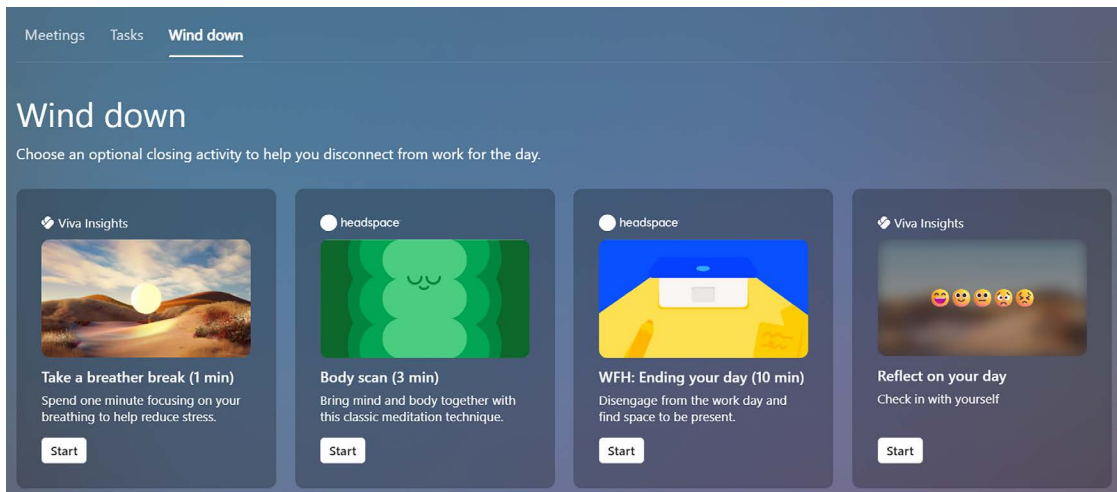 Meetings Tasks Wind down
Wind down
Choose an optional closing activity to help you disconnect from work for the day.
Viva Insights
Take a breather break (1 min)
Spend one minute focusing on your
breathing to help reduce stress.
Start
headspace
Body scan (3 min)
Bring mind and body together with
this classic meditation technique.
Start
headspace
WFH: Ending your day (10 min)
Disengage from the work day and
find space to be present.
Start
Viva Insights
Reflect on your day
Check in with yourself
Start